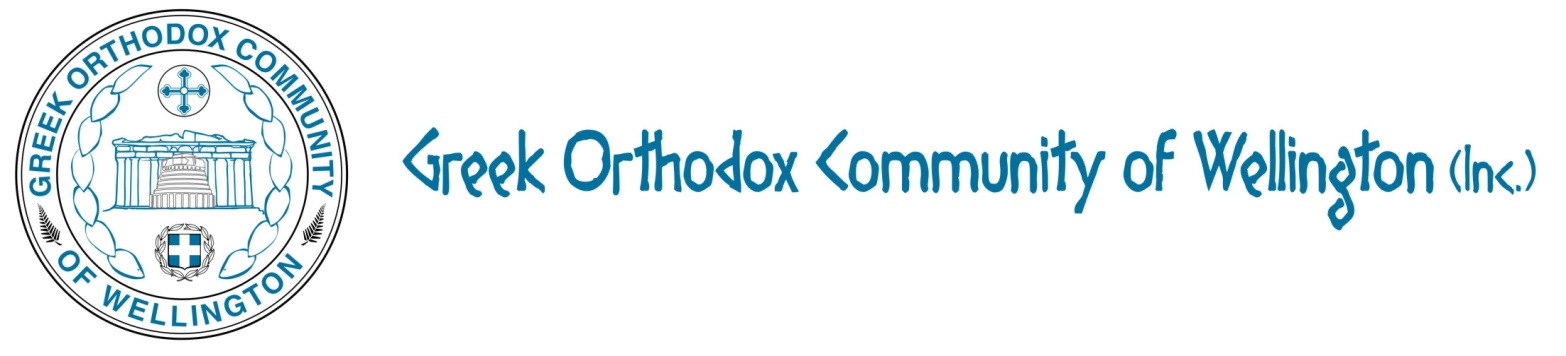 GREEK ORTHODOX COMMUNITY
OF WELLINGTON
Greek Orthodox Community of Wellington (Inc.)